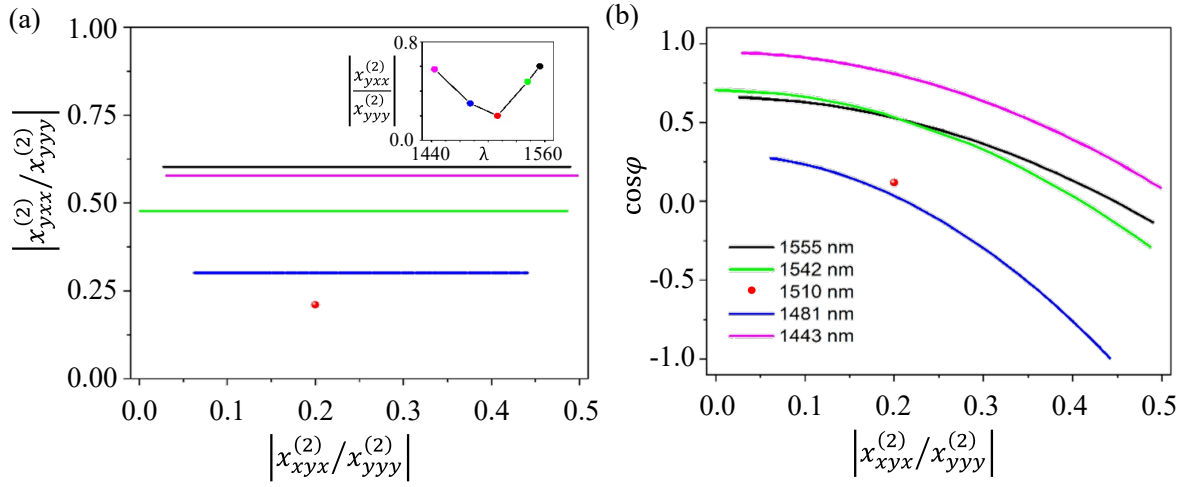 (a)
|x_{yxx}^{(2)}/x_{yyy}^{(2)}|
1.00
0.75
0.50
0.25
0.00
0.0 0.1 0.2 0.3 0.4 0.5
|x_{xyx}^{(2)}/x_{yyy}^{(2)}|
|x_{yxx}^{(2)}/x_{yyy}^{(2)}|
0.8
0.0
1440 λ 1560
(b)
cosφ
1.0
0.5
0.0
-0.5
-1.0
1555 nm
1542 nm
1510 nm
1481 nm
1443 nm
0.0 0.1 0.2 0.3 0.4 0.5
|x_{xyx}^{(2)}/x_{yyy}^{(2)}|